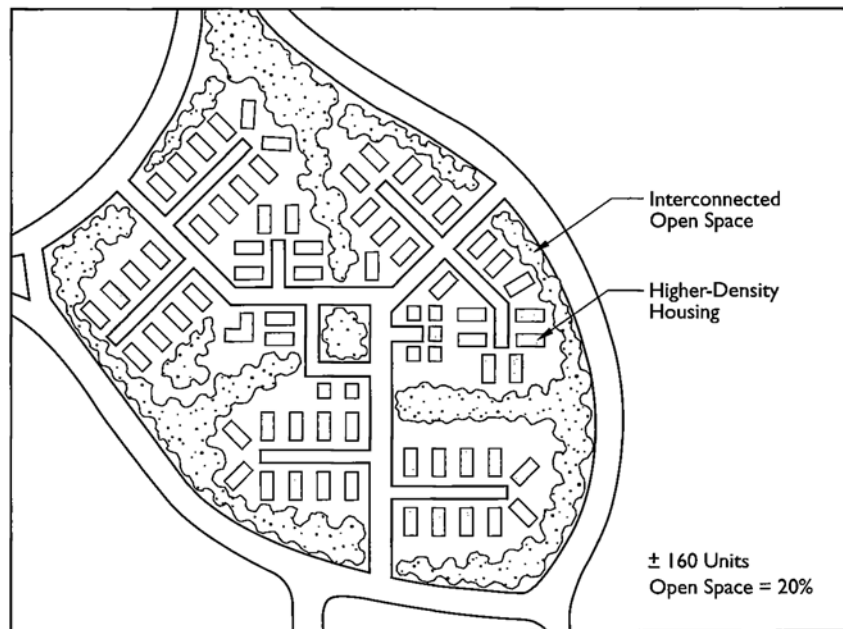 Interconnected
Open Space
Higher-Density
Housing
± 160 Units
Open Space = 20%